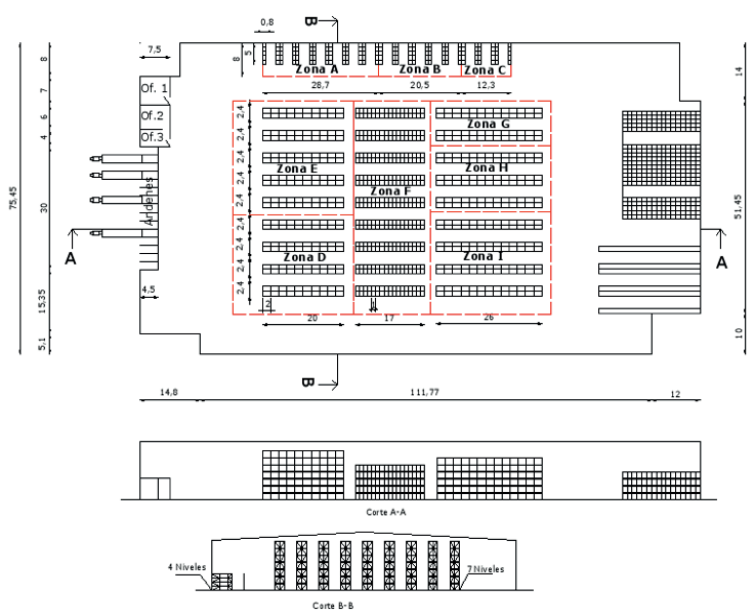 B
0,8
7,5
5
8
8
14
Zona A
Zona B
Zona C
28,7
20,5
12,3
7
Of. 1
6
Of.2
4
Of.3
2,4
2,4
2,4
2,4
2,4
2,4
2,4
2,4
Zona G
Zona E
Zona H
Zona F
75,45
30
Andenes
51,45
A
A
Zona D
Zona I
4,5
2
1
15,35
20
17
26
5,1
10
B
14,8
111,77
12
Corte A-A
4 Niveles
7 Niveles
Corte B-B